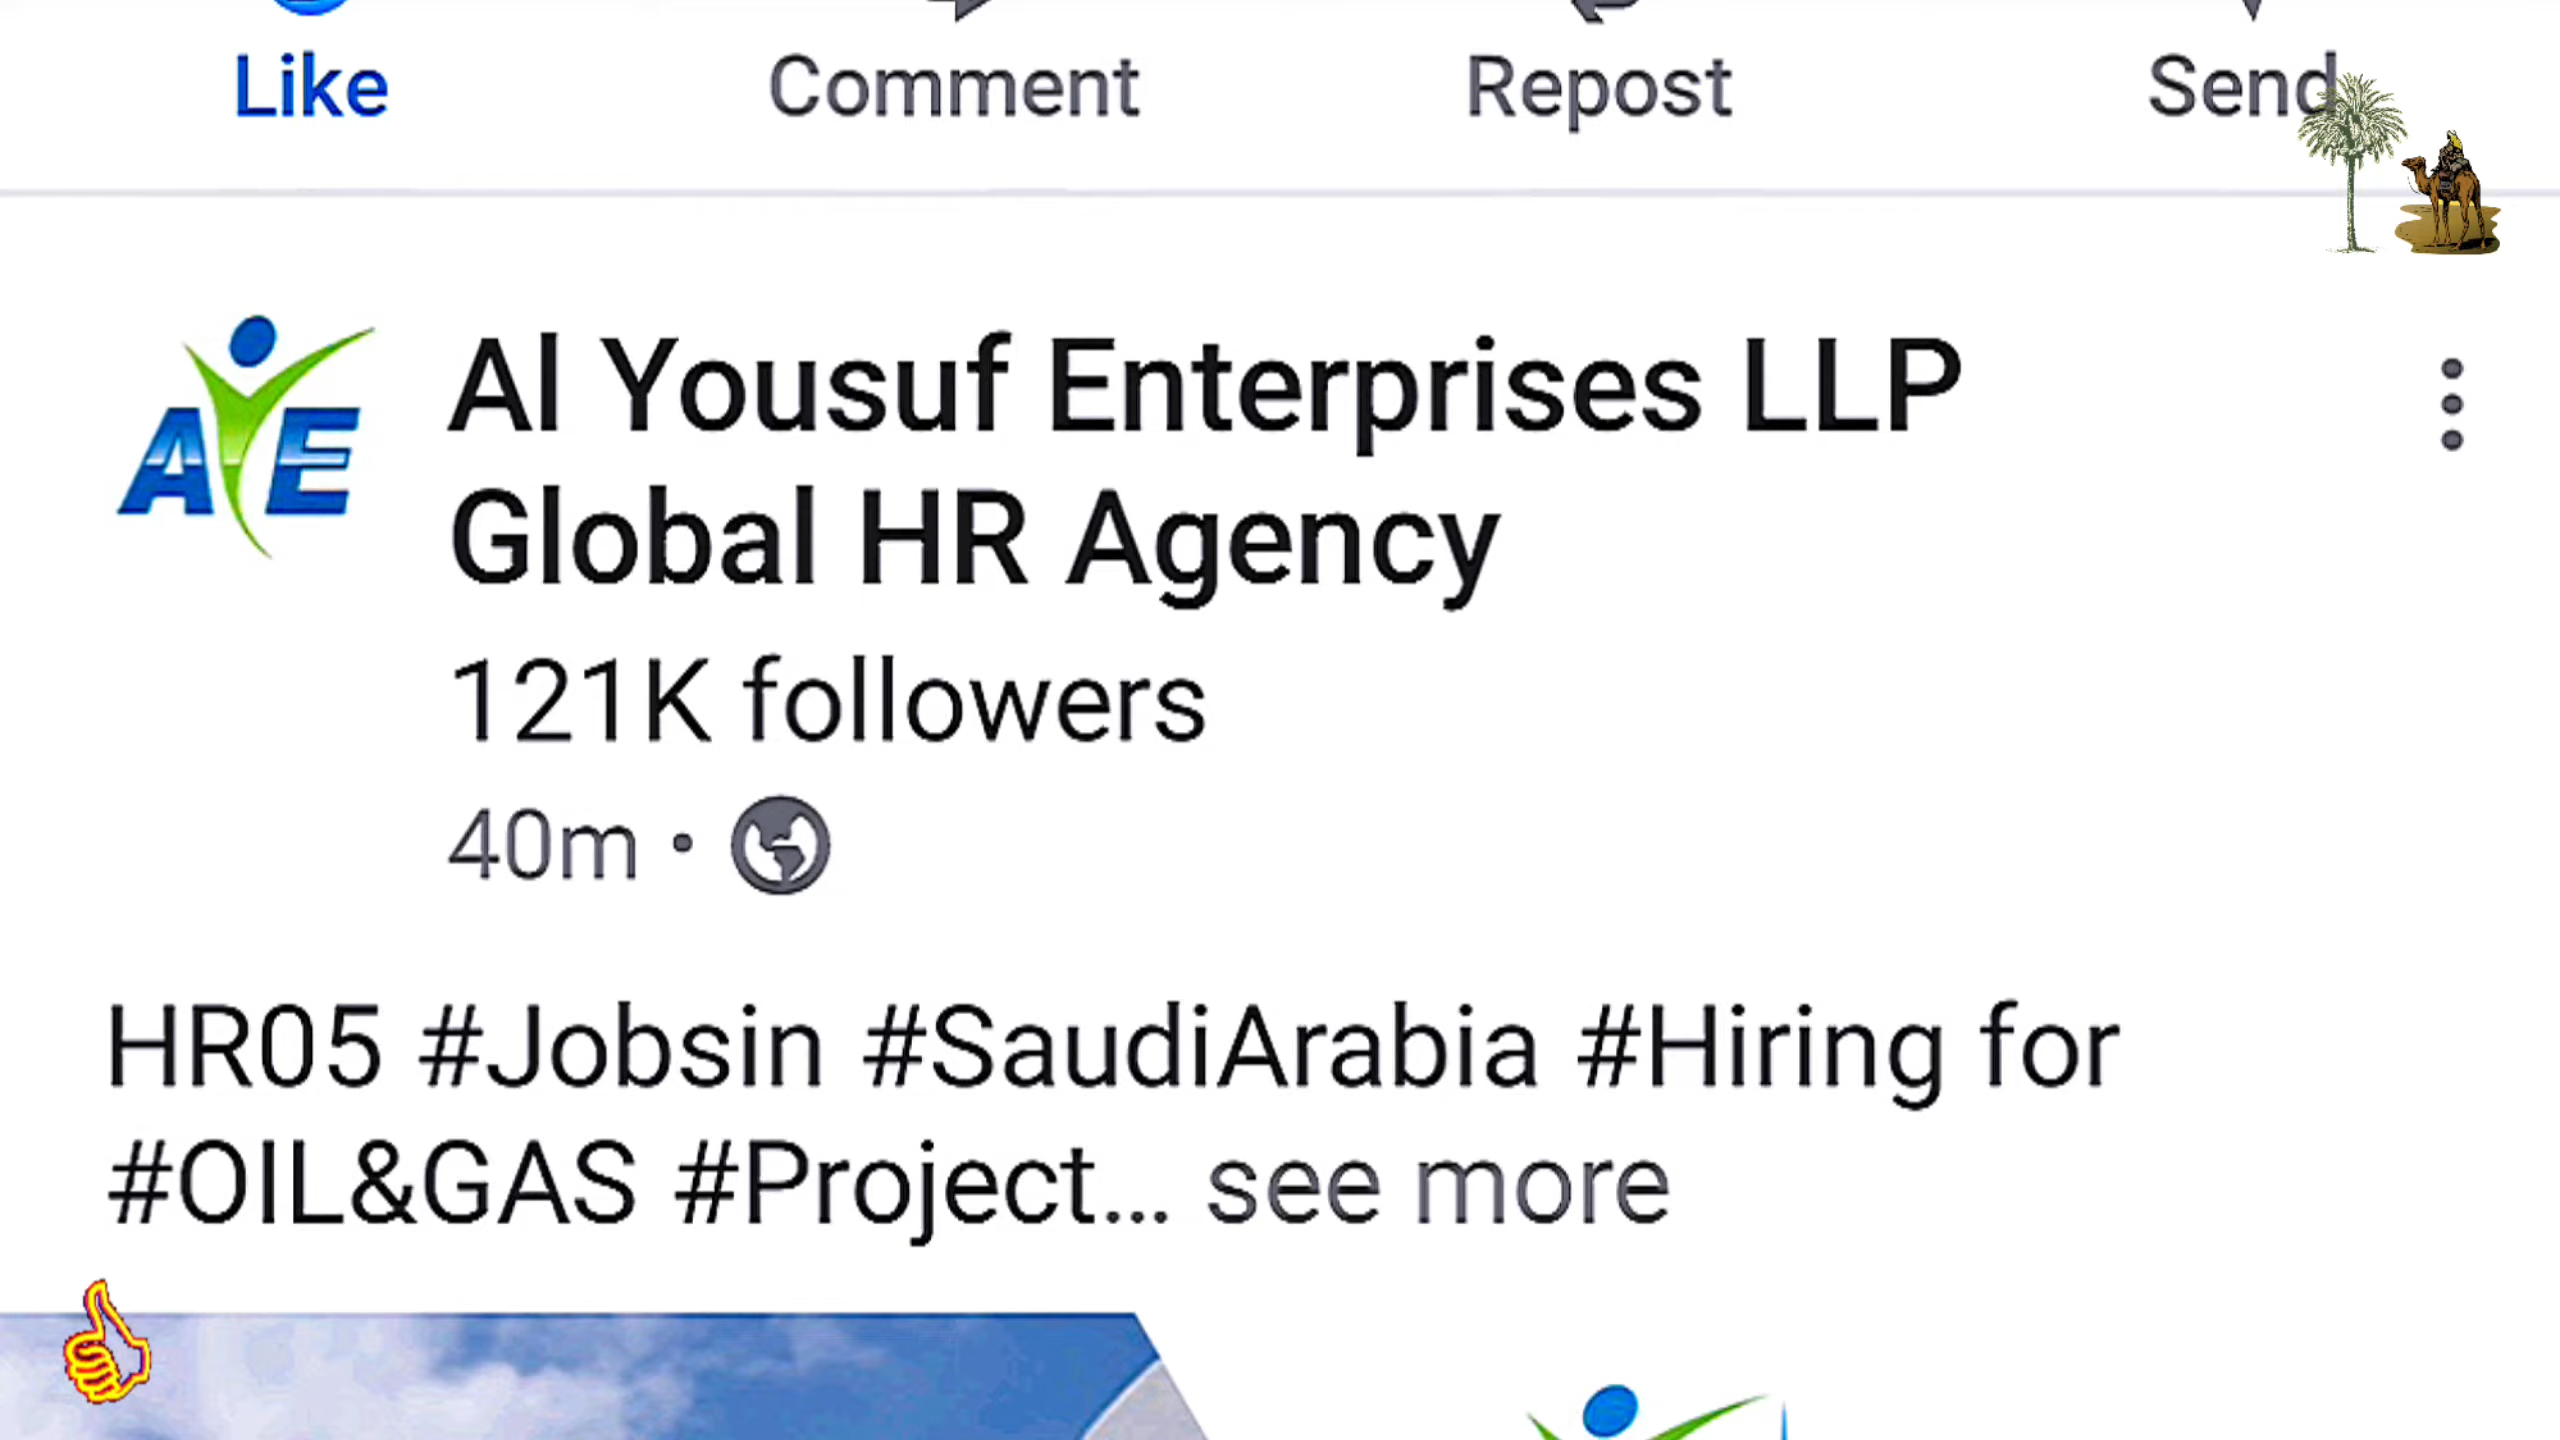 Like
Comment
Repost
Send
AYE
Al Yousuf Enterprises LLP
Global HR Agency
121K followers
40m •
HR05 #Jobsin #SaudiArabia #Hiring for
#OIL&GAS #Project... see more